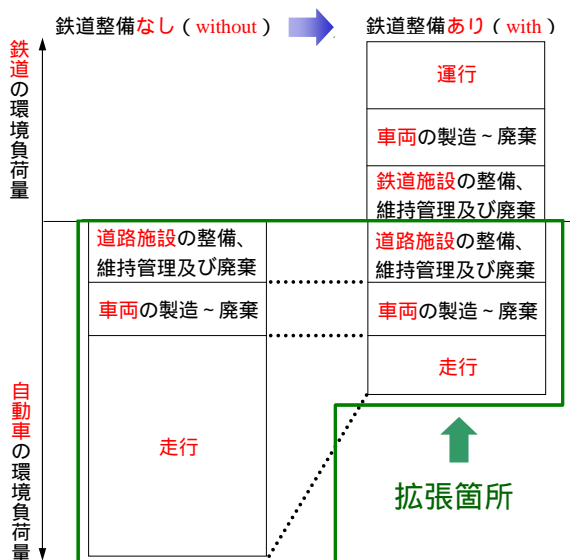 鉄道整備なし（without）
鉄道整備あり（with）
鉄道の環境負荷量
運行
車両の製造~廃棄
鉄道施設の整備、
維持管理及び廃棄
道路施設の整備、
維持管理及び廃棄
道路施設の整備、
維持管理及び廃棄
車両の製造~廃棄
車両の製造~廃棄
走行
走行
自動車の環境負荷量
拡張箇所